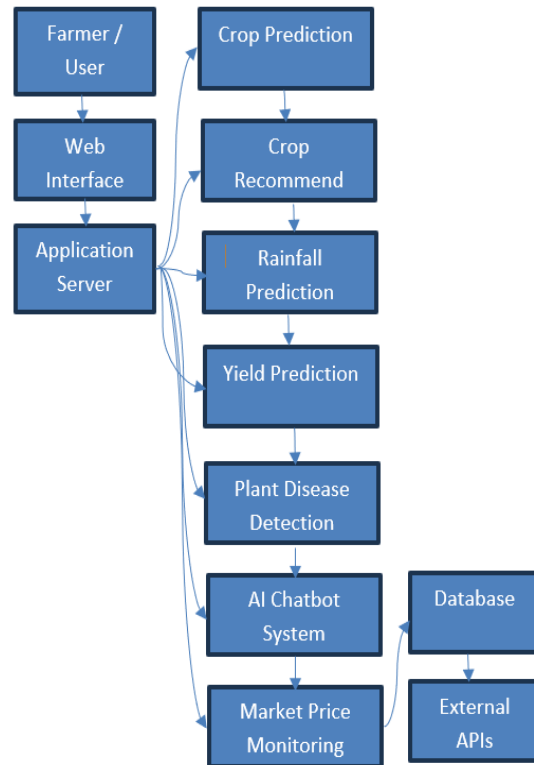 Farmer /
User
Web
Interface
Application
Server
Crop Prediction
Crop
Recommend
Rainfall
Prediction
Yield Prediction
Plant Disease
Detection
AI Chatbot
System
Market Price
Monitoring
Database
External
APIs